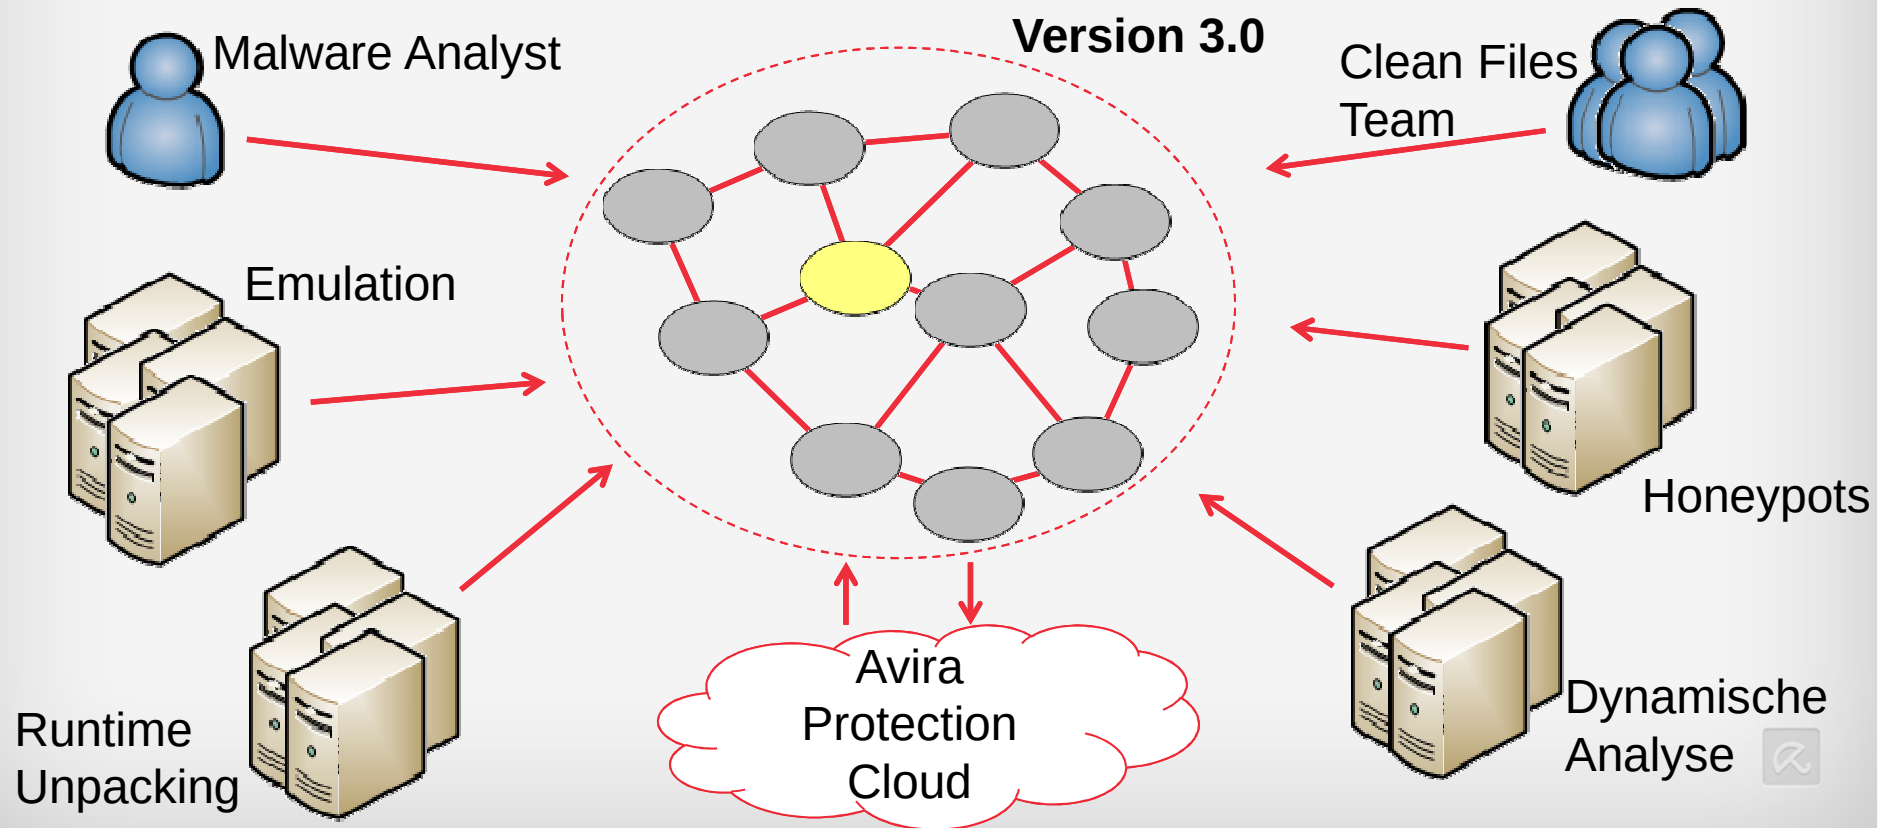 Version 3.0
Malware Analyst
Clean Files
Team
Emulation
Honeypots
Runtime
Unpacking
Avira
Protection
Cloud
Dynamische
Analyse